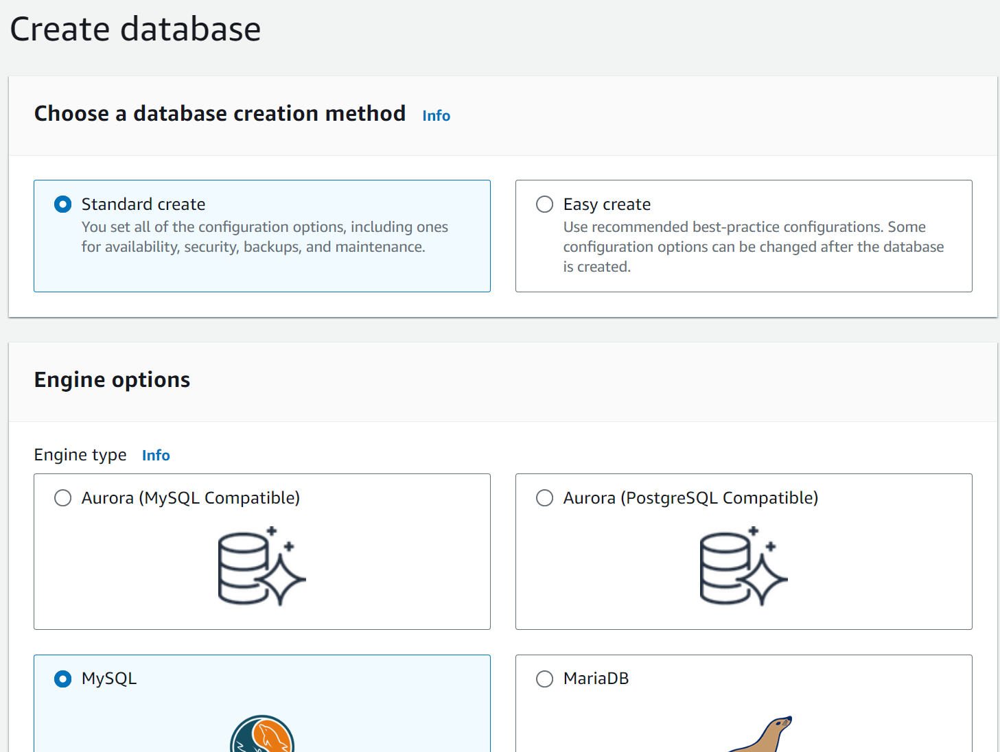 Create database
Choose a database creation method Info
Standard create
You set all of the configuration options, including ones
for availability, security, backups, and maintenance.
Easy create
Use recommended best-practice configurations. Some
configuration options can be changed after the database
is created.
Engine options
Engine type Info
Aurora (MySQL Compatible)
Aurora (PostgreSQL Compatible)
MySQL
MariaDB